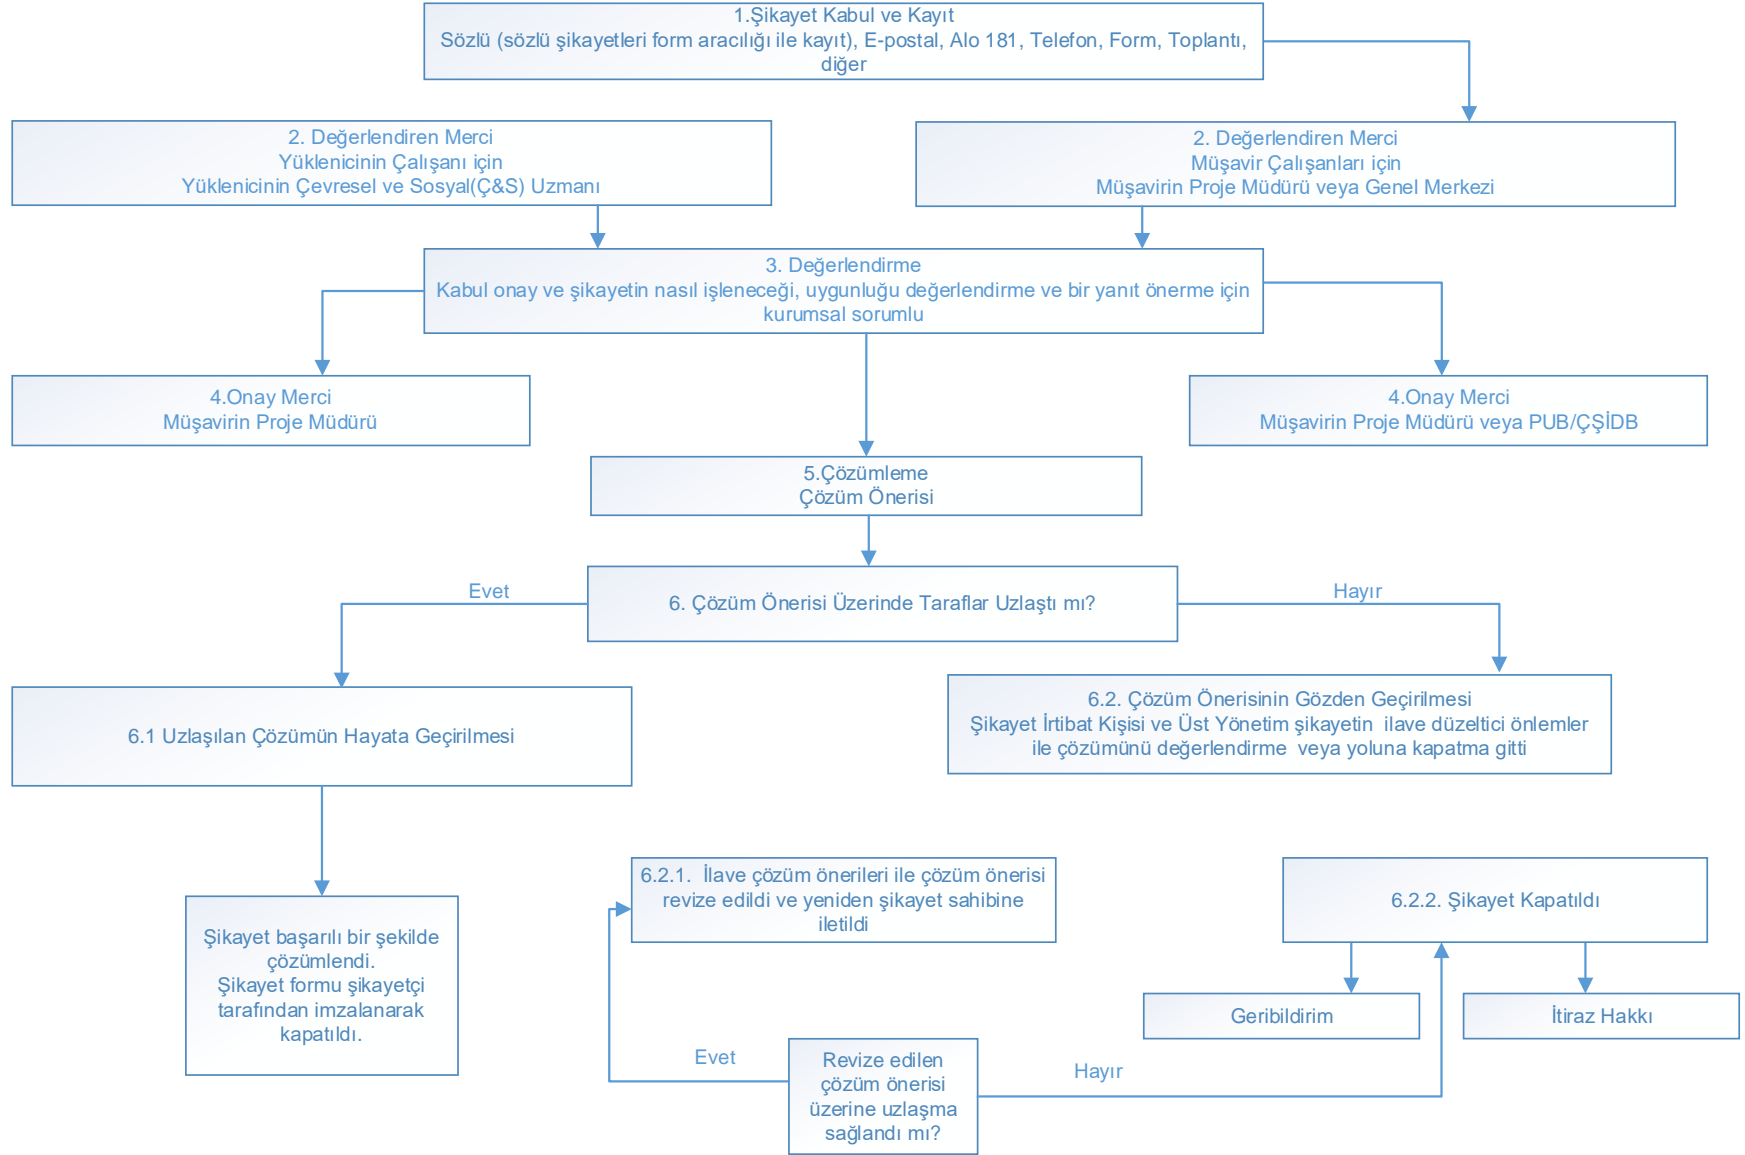 1.Şikayet Kabul ve Kayıt
Sözlü (sözlü şikayetleri form aracılığı ile kayıt), E-postal, Alo 181, Telefon, Form, Toplantı,
diğer
2. Değerlendiren Merci
Yüklenicinin Çalışanı için
Yüklenicinin Çevresel ve Sosyal(Ç&S) Uzmanı
2. Değerlendiren Merci
Müşavir Çalışanları için
Müşavirin Proje Müdürü veya Genel Merkezi
3. Değerlendirme
Kabul onay ve şikayetin nasıl işleneceği, uygunluğu değerlendirme ve bir yanıt önerme için
kurumsal sorumlu
4.Onay Merci
Müşavirin Proje Müdürü
4.Onay Merci
Müşavirin Proje Müdürü veya PUB/ÇŞİDB
5.Çözümleme
Çözüm Önerisi
Evet
6. Çözüm Önerisi Üzerinde Taraflar Uzlaştı mı?
Hayır
6.1 Uzlaşılan Çözümün Hayata Geçirilmesi
6.2. Çözüm Önerisinin Gözden Geçirilmesi
Şikayet İrtibat Kişisi ve Üst Yönetim şikayetin ilave düzeltici önlemler
ile çözümünü değerlendirme veya yoluna kapatma gitti
Şikayet başarılı bir şekilde
çözümlendi.
Şikayet formu şikayetçi
tarafından imzalanarak
kapatıldı.
6.2.1. İlave çözüm önerileri ile çözüm önerisi
revize edildi ve yeniden şikayet sahibine
iletildi
6.2.2. Şikayet Kapatıldı
Geribildirim
İtiraz Hakkı
Evet
Revize edilen
çözüm önerisi
üzerine uzlaşma
sağlandı mı?
Hayır